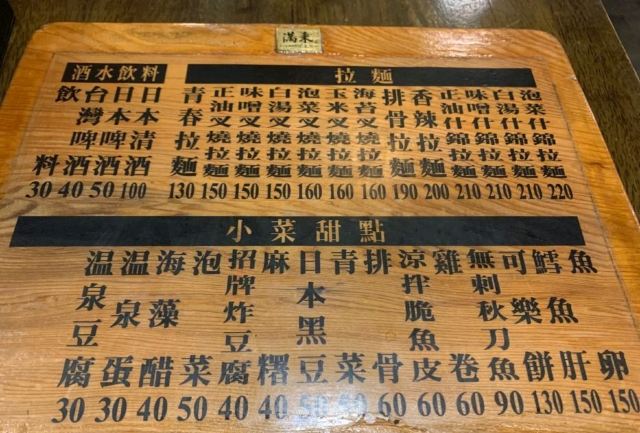 滿来
酒水飲料
飲料 30
台灣啤酒 40
日本啤酒 50
日本清酒 100
拉麵
青春拉麵 130
正油叉燒拉麵 150
味噌叉燒拉麵 150
白湯叉燒拉麵 150
泡菜叉燒拉麵 160
玉米叉燒拉麵 160
海苔叉燒拉麵 160
排骨拉麵 190
香辣拉麵 200
正油什錦拉麵 210
味噌什錦拉麵 210
白湯什錦拉麵 210
泡菜什錦拉麵 220
小菜甜點
温泉豆腐 30
温泉蛋 30
海藻醋 50
泡菜 40
招牌炸豆腐 40
麻糬 40
日本黑豆 50
青菜 50
排骨 60
涼拌脆魚皮 60
雞卷 60
無刺秋刀魚 90
可樂餅 130
鱈魚肝 150
魚卵 150